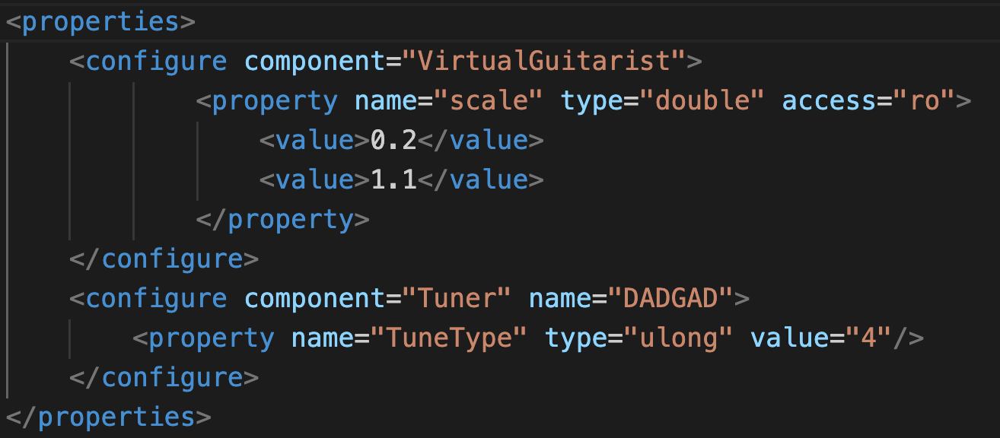 <properties>
    <configure component="VirtualGuitarist">
            <property name="scale" type="double" access="ro">
                <value>0.2</value>
                <value>1.1</value>
            </property>
    </configure>
    <configure component="Tuner" name="DADGAD">
        <property name="TuneType" type="ulong" value="4"/>
    </configure>
</properties>